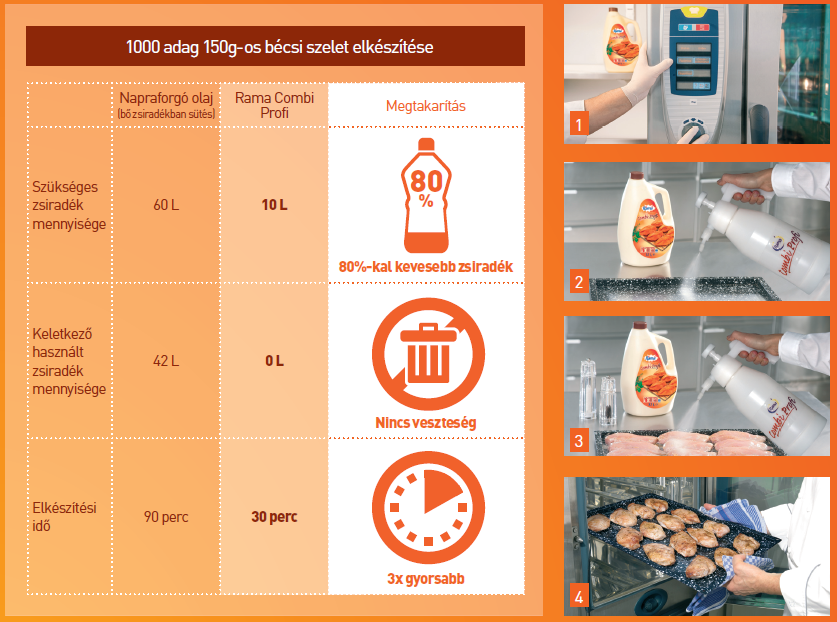 1000 adag 150g-os bécsi szelet elkészítése
Napraforgó olaj
(bő zsiradékban sütés)
Rama Combi
Profi
Megtakarítás
Szükséges
zsiradék
mennyisége
60 L
10 L
80
%
80%-kal kevesebb zsiradék
Keletkező
használt
zsiradék
mennyisége
42 L
0 L
Nincs veszteség
Elkészítési
idő
90 perc
30 perc
3x gyorsabb
1
2
Combi Profi
3
Combi Profi
4